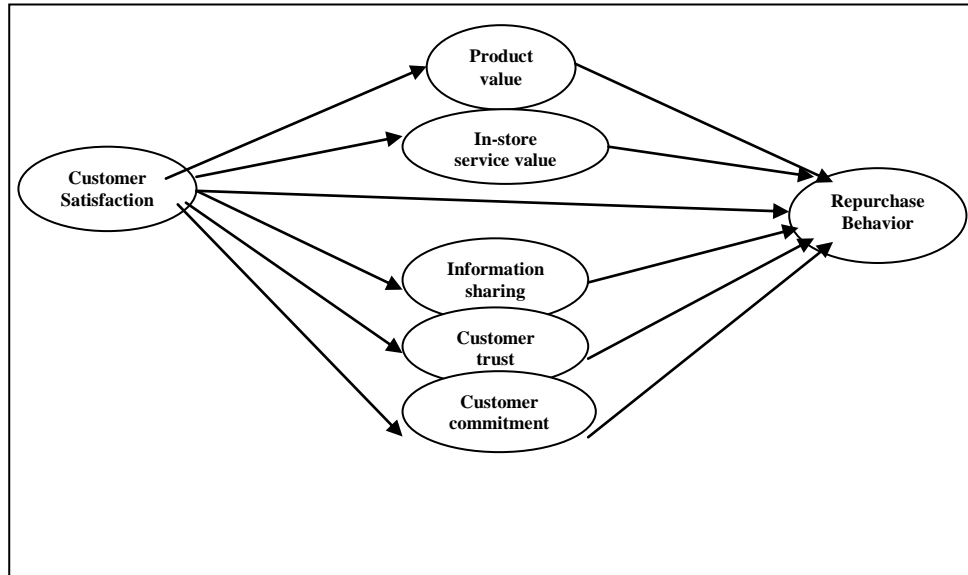 Product
value
In-store
service value
Customer
Satisfaction
Repurchase
Behavior
Information
sharing
Customer
trust
Customer
commitment